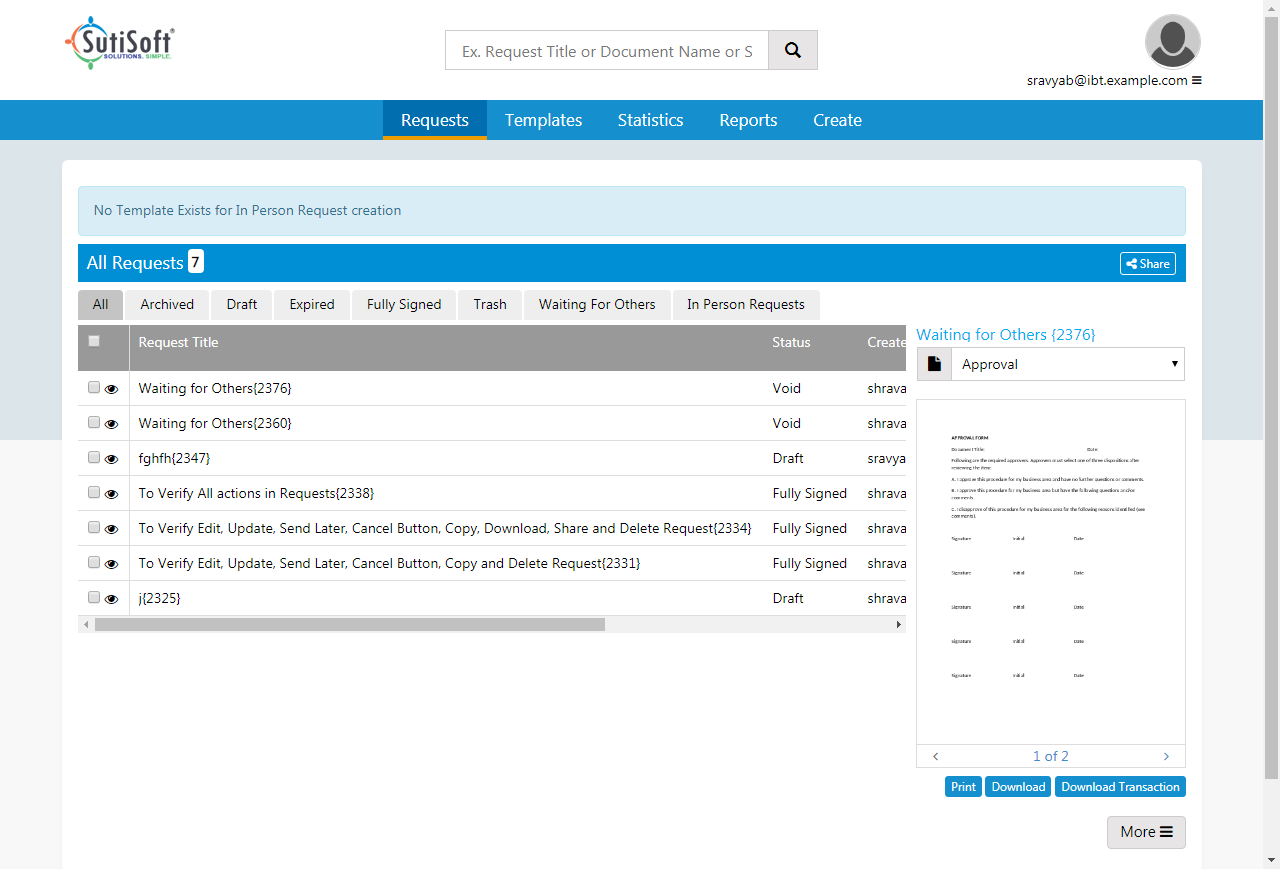 SutiSoft®
SOLUTIONS. SIMPLE.
Ex. Request Title or Document Name or S
sravyab@ibt.example.com
Requests Templates Statistics Reports Create
No Template Exists for In Person Request creation
All Requests 7 Share
All Archived Draft Expired Fully Signed Trash Waiting For Others In Person Requests
Request Title Status Create
Waiting for Others{2376} Void shrava
Waiting for Others{2360} Void shrava
fghfh{2347} Draft sravya
To Verify All actions in Requests{2338} Fully Signed shrava
To Verify Edit, Update, Send Later, Cancel Button, Copy, Download, Share and Delete Request{2334} Fully Signed shrava
To Verify Edit, Update, Send Later, Cancel Button, Copy and Delete Request{2331} Fully Signed shrava
j{2325} Draft shrava
Waiting for Others {2376}
Approval
APPROVAL FORM
Document Title: Date:
Following are the required approvers. Approvers must select one of three dispositions after
reviewing the item:
A. I approve this procedure for my business area and have no further questions or comments.
B. I approve this procedure for my business area but have the following questions and/or
comments.
C. I disapprove of this procedure for my business area for the following reasons identified (see
comments).
Signature Initial Date
Signature Initial Date
Signature Initial Date
Signature Initial Date
Signature Initial Date
1 of 2
Print Download Download Transaction
More